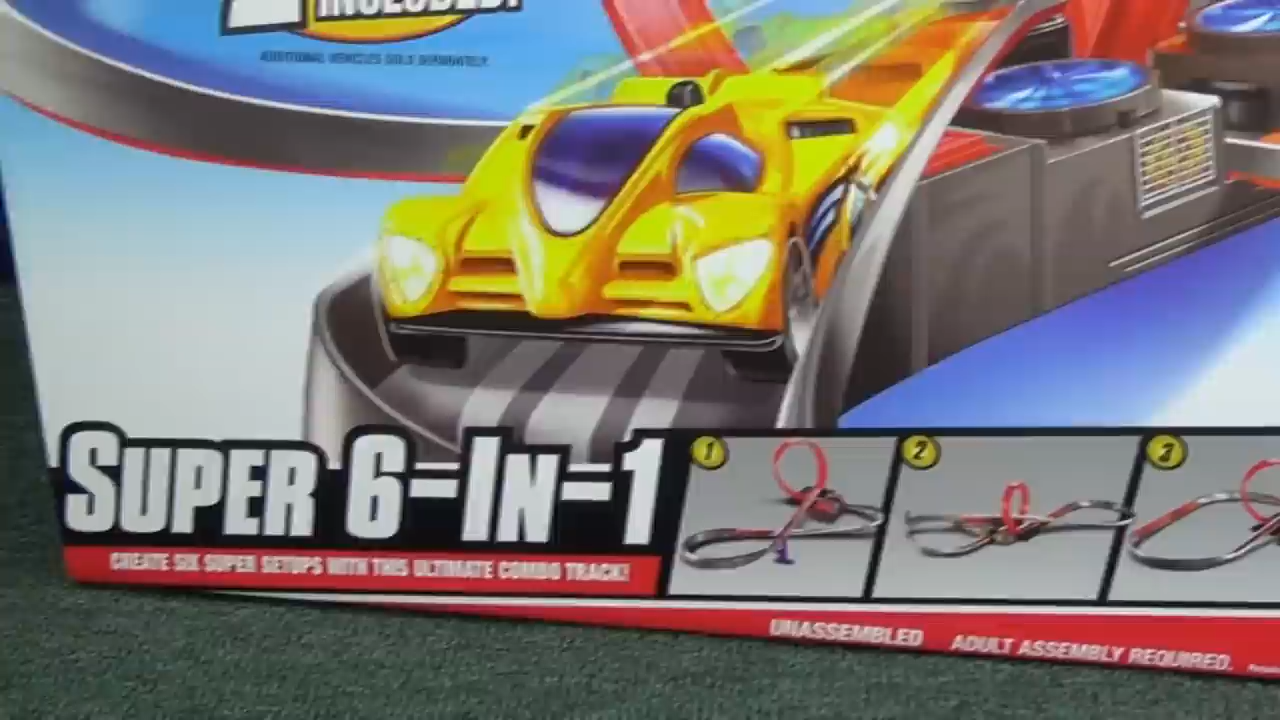 INCLUDED!
ADDITIONAL VEHICLES SOLD SEPARATELY.
SUPER 6-IN-1
CREATE SIX SUPER SETUPS WITH THIS ULTIMATE COMBO TRACK!
1
2
3
UNASSEMBLED
ADULT ASSEMBLY REQUIRED.